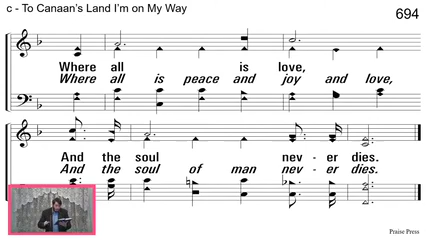 c - To Canaan's Land I'm on My Way
694
Where all is love,
Where all is peace and joy and love,
And the soul nev - er dies.
And the soul of man nev - er dies.
Praise Press